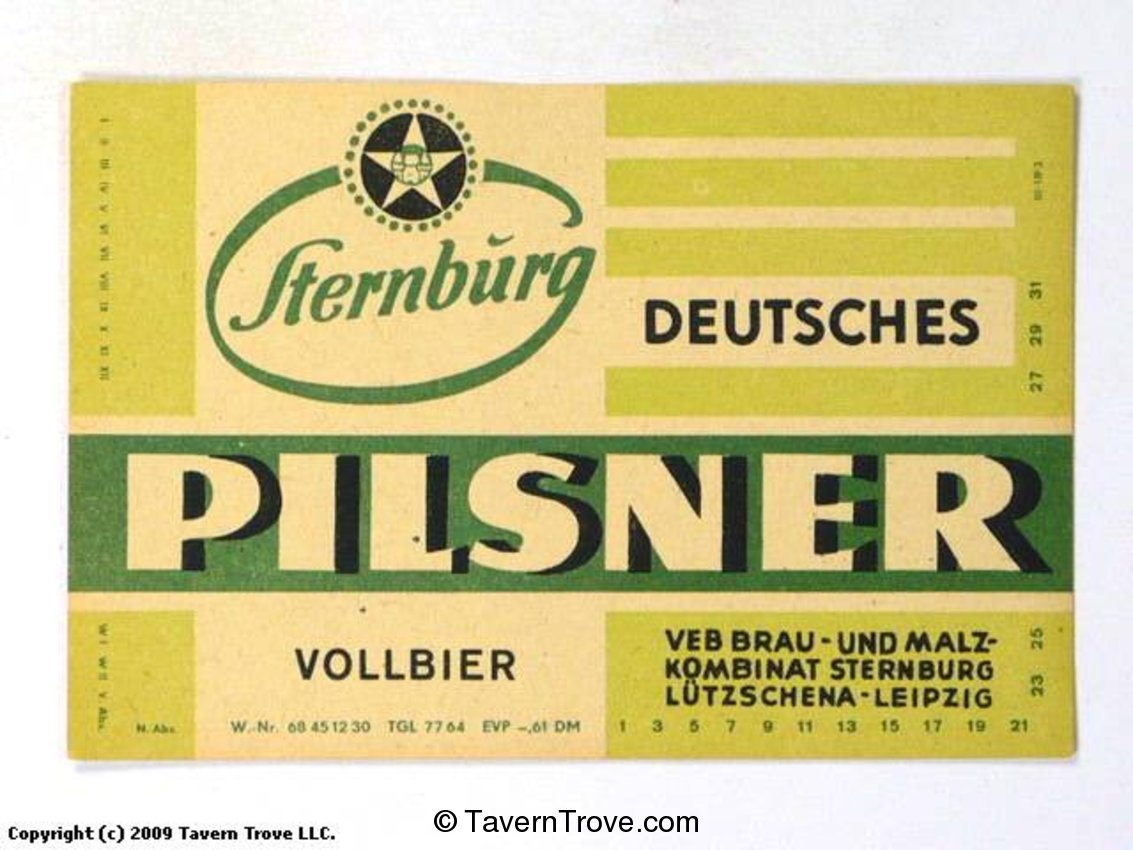 Sternburg
DEUTSCHES
27 29 31
PILSNER
VOLLBIER
VEB BRAU-UND MALZ-
KOMBINAT STERNBURG
LÜTZSCHENA-LEIPZIG
23 25
N. Abs.
W.-Nr. 68 45 12 30 TGL 77 64 EVP -,61 DM
1 3 5 7 9 11 13 15 17 19 21
Copyright (c) 2009 Tavern Trove LLC.
© TavernTrove.com